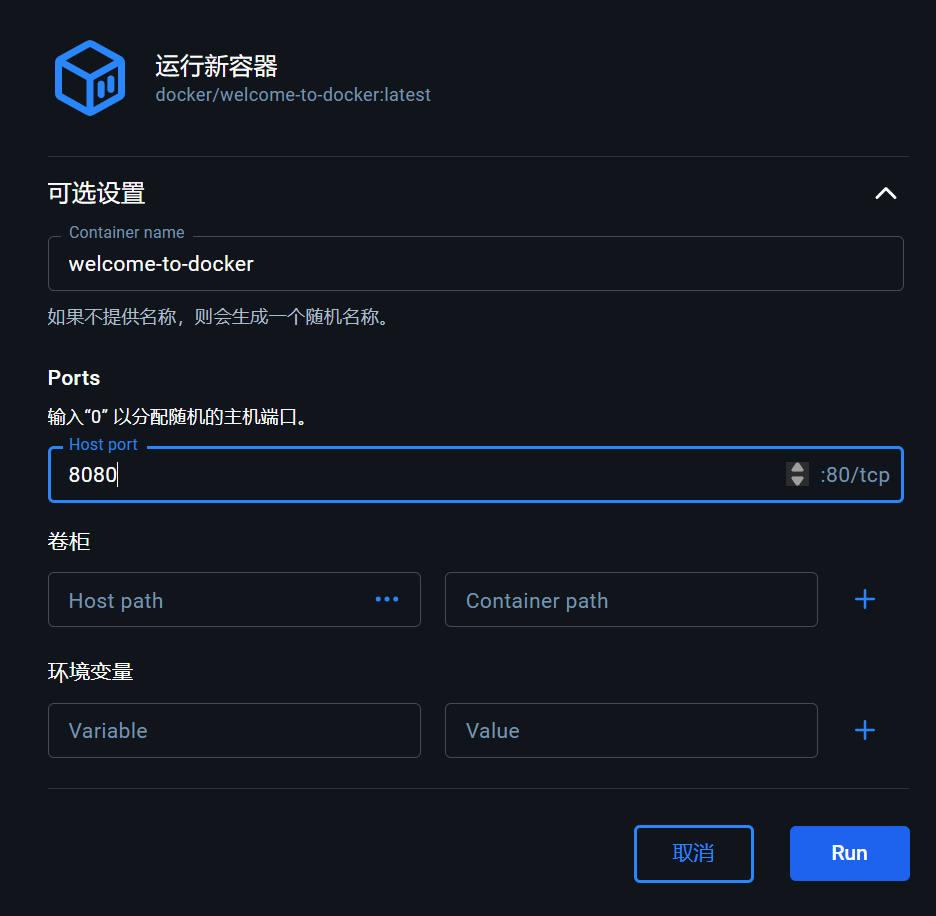 运行新容器
docker/welcome-to-docker:latest
可选设置
Container name
welcome-to-docker
如果不提供名称，则会生成一个随机名称。
Ports
输入“0” 以分配随机的主机端口。
Host port
8080 :80/tcp
卷柜
Host path ··· Container path +
环境变量
Variable Value +
取消 Run